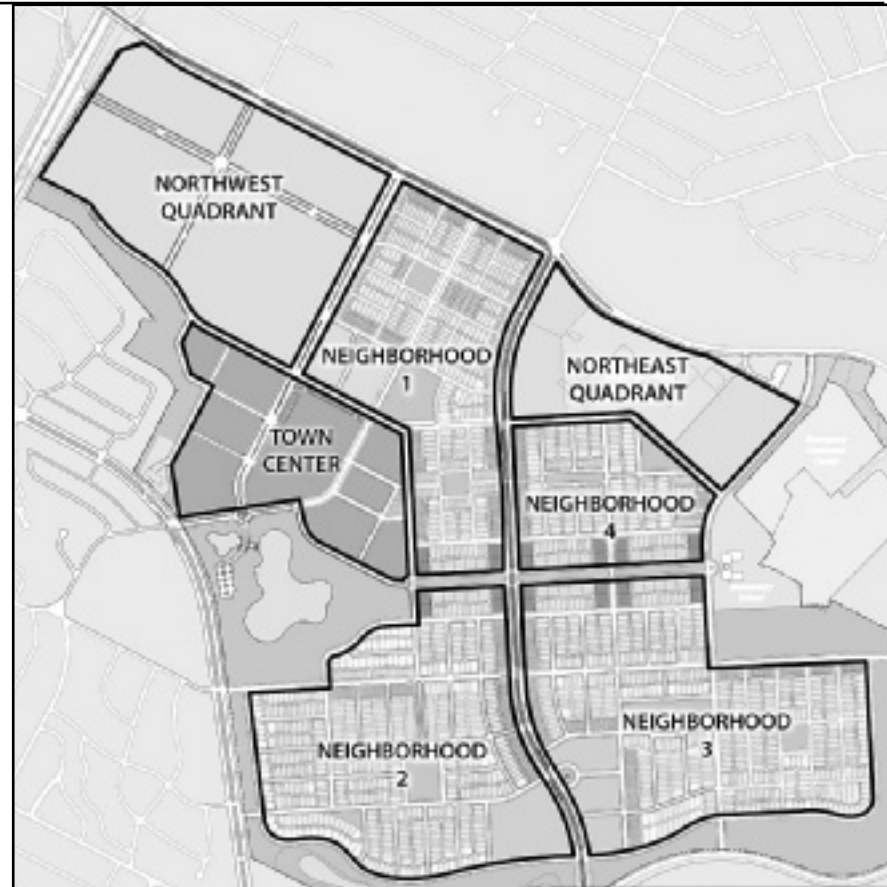 NORTHWEST
QUADRANT
NEIGHBORHOOD
1
NORTHEAST
QUADRANT
TOWN
CENTER
NEIGHBORHOOD
4
NEIGHBORHOOD
3
NEIGHBORHOOD
2